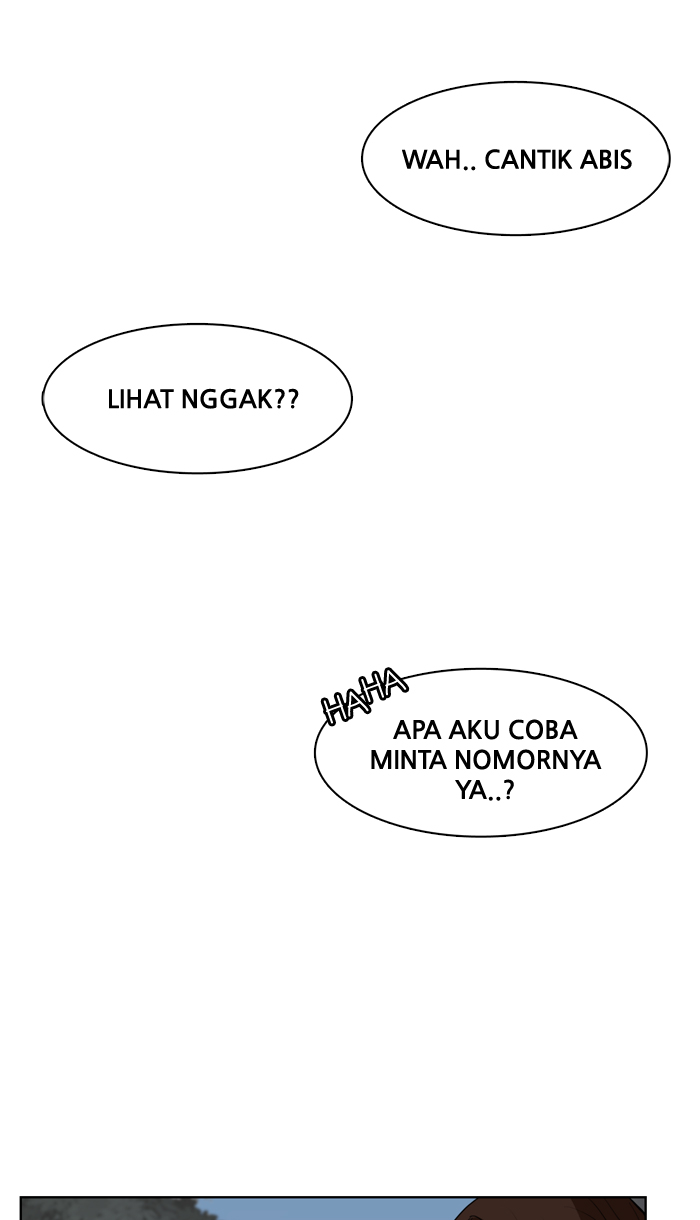 WAH.. CANTIK ABIS
LIHAT NGGAK??
HAHA
APA AKU COBA
MINTA NOMORNYA
YA..?